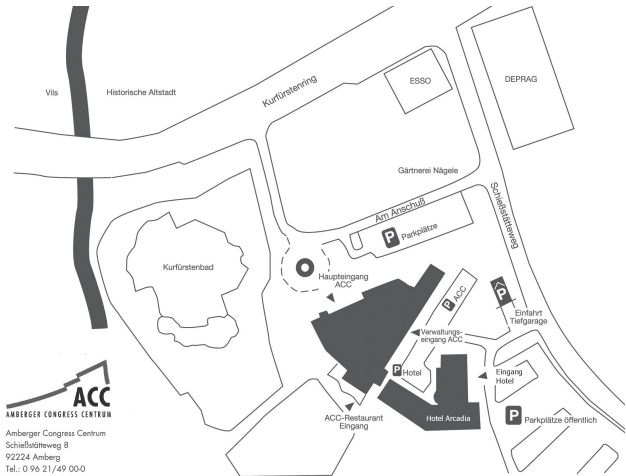 Vils
Historische Altstadt
Kurfürstenring
ESSO
DEPRAG
Gärtnerei Nägele
Am Anschuß
Schießstätteweg
P Parkplätze
Kurfürstenbad
Haupteingang
ACC
P ACC
P
Einfahrt
Tiefgarage
Verwaltungs-
eingang ACC
P Hotel
Eingang
Hotel
ACC-Restaurant
Eingang
Hotel Arcadia
P Parkplätze öffentlich
ACC
AMBERGER CONGRESS CENTRUM
Amberger Congress Centrum
Schießstätteweg 8
92224 Amberg
Tel.: 0 96 21/49 00-0